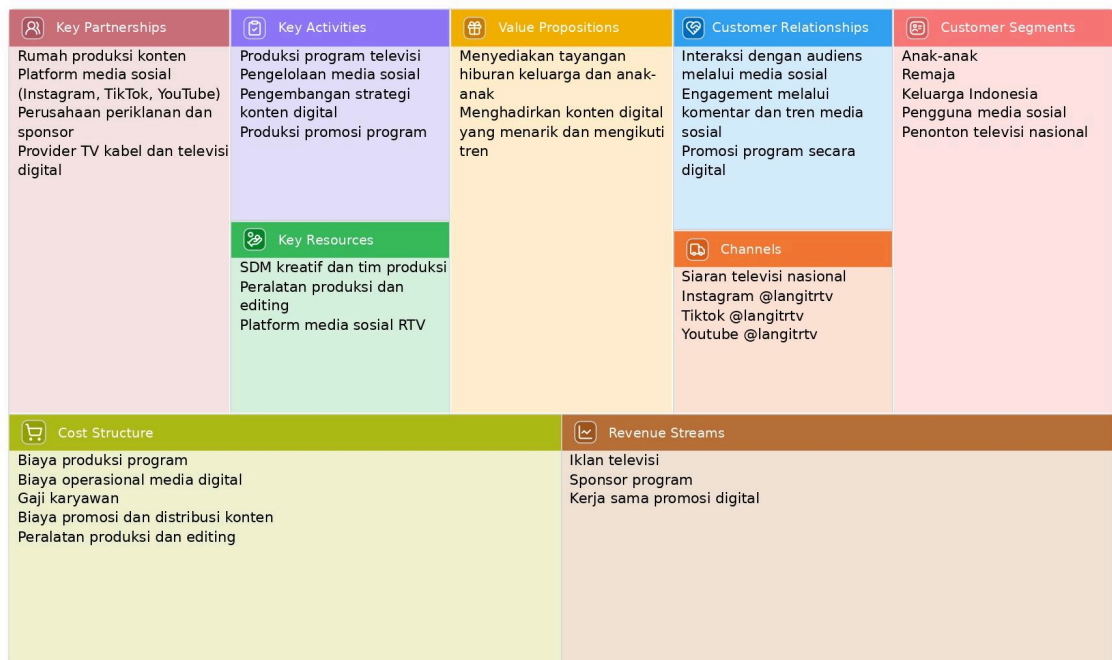 Key Partnerships
Rumah produksi konten
Platform media sosial
(Instagram, TikTok, YouTube)
Perusahaan periklanan dan
sponsor
Provider TV kabel dan televisi
digital
Key Activities
Produksi program televisi
Pengelolaan media sosial
Pengembangan strategi
konten digital
Produksi promosi program
Key Resources
SDM kreatif dan tim produksi
Peralatan produksi dan
editing
Platform media sosial RTV
Value Propositions
Menyediakan tayangan
hiburan keluarga dan anak-
anak
Menghadirkan konten digital
yang menarik dan mengikuti
tren
Customer Relationships
Interaksi dengan audiens
melalui media sosial
Engagement melalui
komentar dan tren media
sosial
Promosi program secara
digital
Channels
Siaran televisi nasional
Instagram @langitrtv
Tiktok @langitrtv
Youtube @langitrtv
Customer Segments
Anak-anak
Remaja
Keluarga Indonesia
Pengguna media sosial
Penonton televisi nasional
Cost Structure
Biaya produksi program
Biaya operasional media digital
Gaji karyawan
Biaya promosi dan distribusi konten
Peralatan produksi dan editing
Revenue Streams
Iklan televisi
Sponsor program
Kerja sama promosi digital